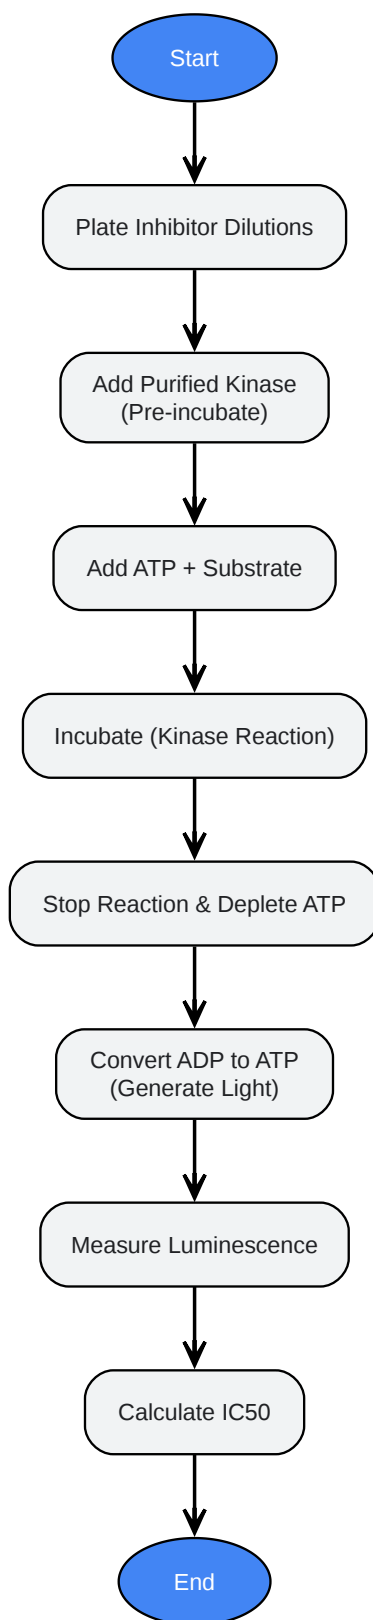 Start
Plate Inhibitor Dilutions
Add Purified Kinase
(Pre-incubate)
Add ATP + Substrate
Incubate (Kinase Reaction)
Stop Reaction & Deplete ATP
Convert ADP to ATP
(Generate Light)
Measure Luminescence
Calculate IC50
End